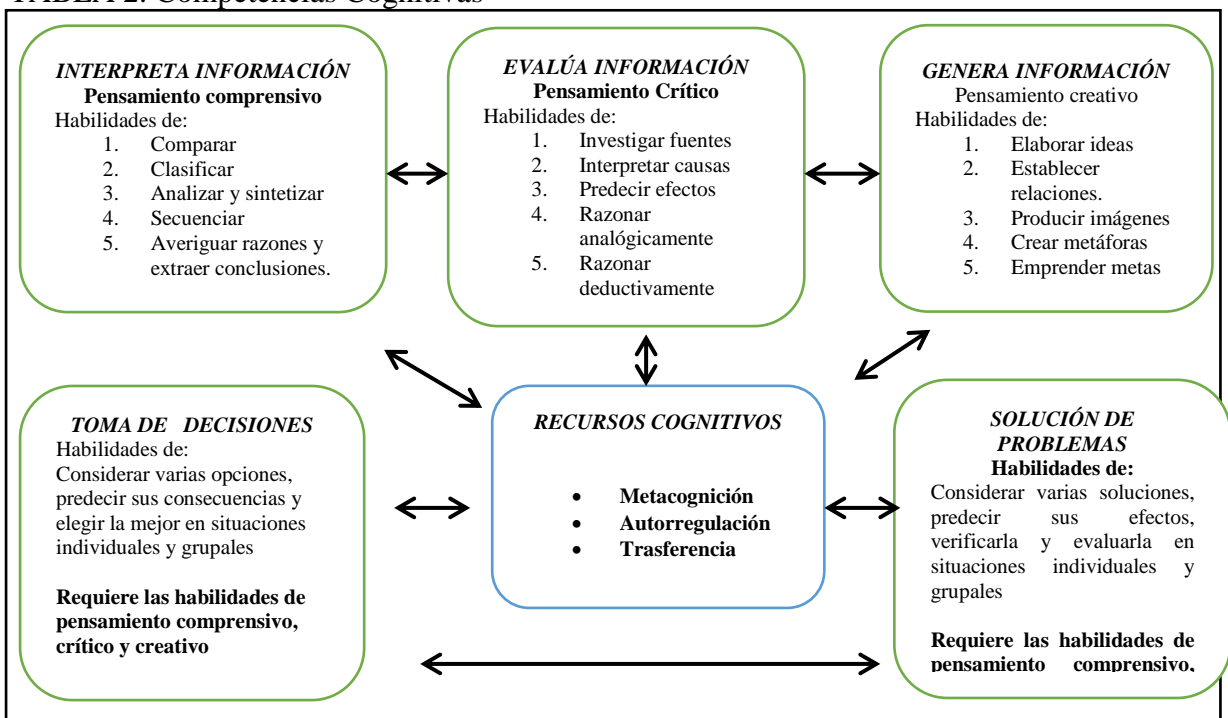 TABLA 2. Competencias Cognitivas
INTERPRETA INFORMACIÓN
Pensamiento comprensivo
Habilidades de:
1. Comparar
2. Clasificar
3. Analizar y sintetizar
4. Secuenciar
5. Averiguar razones y
extraer conclusiones.
EVALÚA INFORMACIÓN
Pensamiento Crítico
Habilidades de:
1. Investigar fuentes
2. Interpretar causas
3. Predecir efectos
4. Razonar
analógicamente
5. Razonar
deductivamente
GENERA INFORMACIÓN
Pensamiento creativo
Habilidades de:
1. Elaborar ideas
2. Establecer
relaciones.
3. Producir imágenes
4. Crear metáforas
5. Emprender metas
TOMA DE DECISIONES
Habilidades de:
Considerar varias opciones,
predecir sus consecuencias y
elegir la mejor en situaciones
individuales y grupales
Requiere las habilidades de
pensamiento comprensivo,
crítico y creativo
RECURSOS COGNITIVOS
• Metacognición
• Autorregulación
• Trasferencia
SOLUCIÓN DE
PROBLEMAS
Habilidades de:
Considerar varias soluciones,
predecir sus efectos,
verificarla y evaluarla en
situaciones individuales y
grupales
Requiere las habilidades de
pensamiento comprensivo,